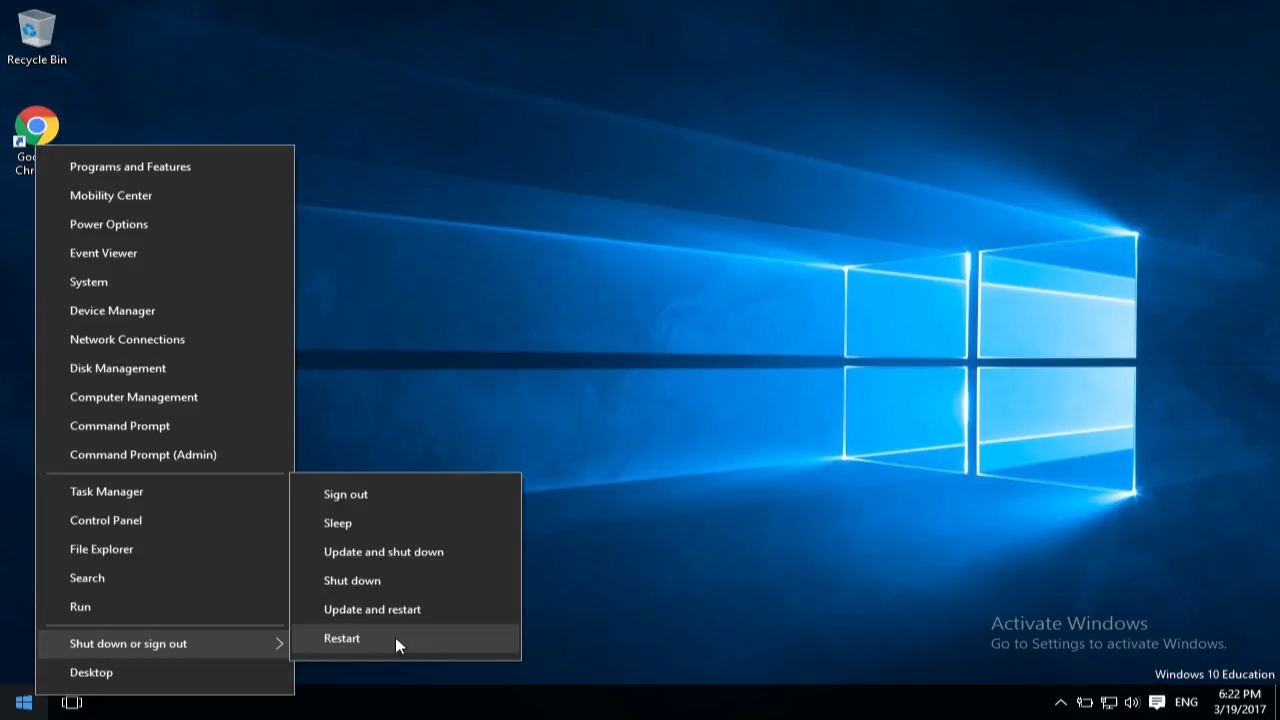 Recycle Bin
Goo
Chr
Programs and Features
Mobility Center
Power Options
Event Viewer
System
Device Manager
Network Connections
Disk Management
Computer Management
Command Prompt
Command Prompt (Admin)
Task Manager
Control Panel
File Explorer
Search
Run
Shut down or sign out
Desktop
Sign out
Sleep
Update and shut down
Shut down
Update and restart
Restart
Activate Windows
Go to Settings to activate Windows.
Windows 10 Education
ENG
6:22 PM
3/19/2017